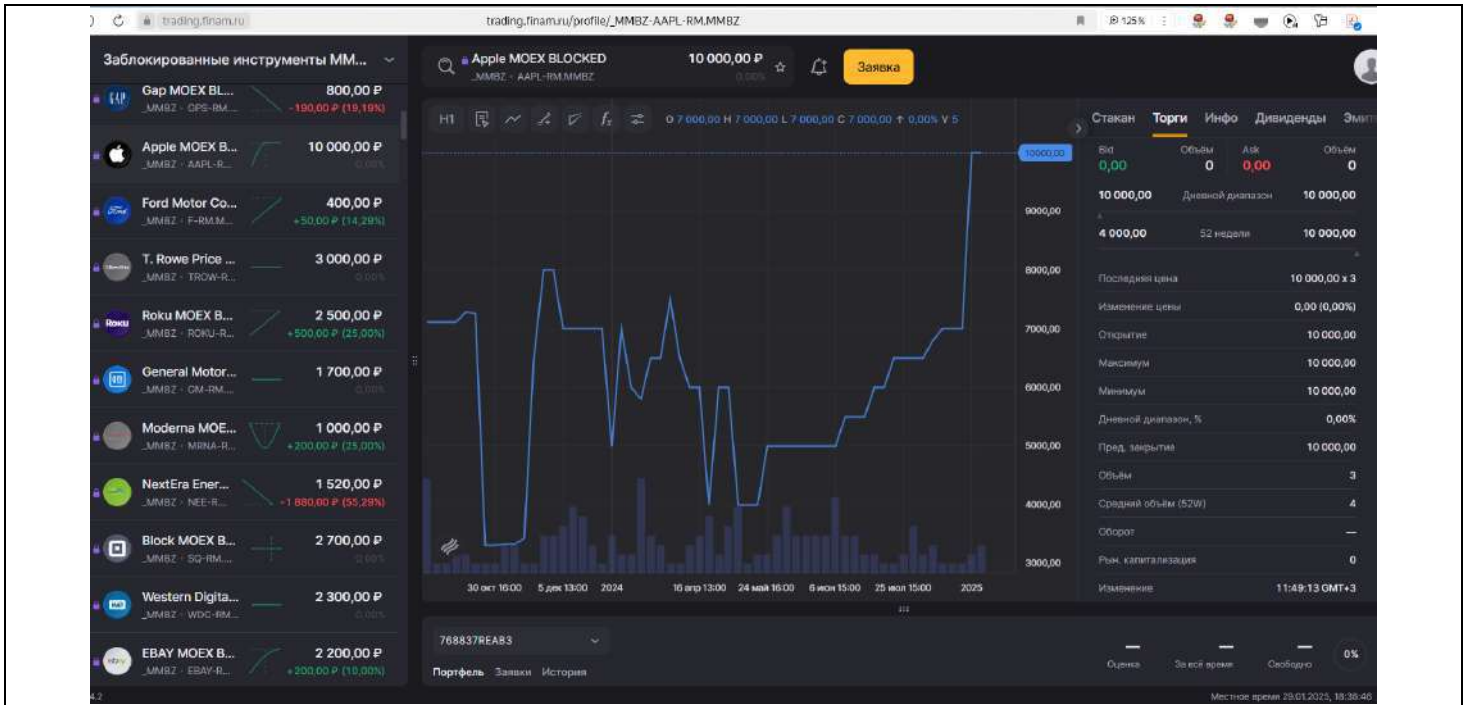 trading.finam.ru
trading.finam.ru/profile/_MMBZ-AAPL-RM.MMBZ
125 %
Заблокированные инструменты ММ...
Gap MOEX BL...
800,00 ₽
_MMBZ · GPS-RM....
-190,00 ₽ (19,19%)
Apple MOEX B...
10 000,00 ₽
_MMBZ · AAPL-R...
0,00%
Ford Motor Co...
400,00 ₽
_MMBZ · F-RM.M...
+50,00 ₽ (14,29%)
T. Rowe Price ...
3 000,00 ₽
_MMBZ · TROW-R...
0,00%
Roku MOEX B...
2 500,00 ₽
_MMBZ · ROKU-R...
+500,00 ₽ (25,00%)
General Motor...
1 700,00 ₽
_MMBZ · GM-RM....
0,00%
Moderna MOE...
1 000,00 ₽
_MMBZ · MRNA-R...
+200,00 ₽ (25,00%)
NextEra Ener...
1 520,00 ₽
_MMBZ · NEE-R...
-1 880,00 ₽ (55,29%)
Block MOEX B...
2 700,00 ₽
_MMBZ · SQ-RM....
0,00%
Western Digita...
2 300,00 ₽
_MMBZ · WDC-RM...
0,00%
EBAY MOEX B...
2 200,00 ₽
_MMBZ · EBAY-R...
+200,00 ₽ (10,00%)
4.2
Apple MOEX BLOCKED
10 000,00 ₽
_MMBZ · AAPL-RM.MMBZ
0,00%
Заявка
H1
O 7 000,00 H 7 000,00 L 7 000,00 C 7 000,00 0,00% V 5
10000,00
9000,00
8000,00
7000,00
6000,00
5000,00
4000,00
3000,00
30 окт 16:00 5 дек 13:00 2024 16 апр 13:00 24 май 16:00 6 июн 15:00 25 июл 15:00 2025
Стакан Торги Инфо Дивиденды Эмит
Bid Объём Ask Объём
0,00 0 0,00 0
10 000,00 Дневной диапазон 10 000,00
4 000,00 52 недели 10 000,00
Последняя цена 10 000,00 x 3
Изменение цены 0,00 (0,00%)
Открытие 10 000,00
Максимум 10 000,00
Минимум 10 000,00
Дневной диапазон, % 0,00%
Пред. закрытие 10 000,00
Объём 3
Средний объём (52W) 4
Оборот —
Рын. капитализация 0
Изменение 11:49:13 GMT+3
768837REAB3
Портфель Заявки История
— — — 0%
Оценка За всё время Свободно
Местное время 29.01.2025, 18:36:46